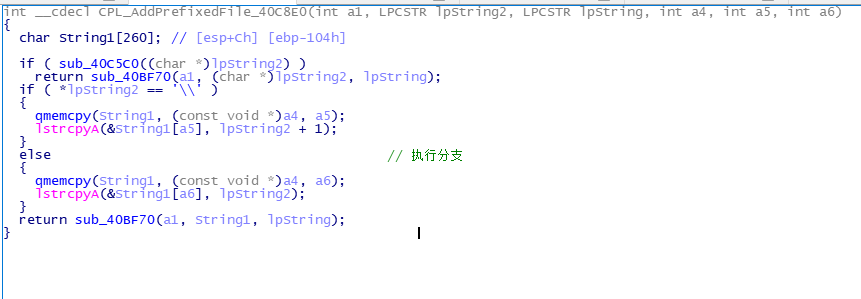 int __cdecl CPL_AddPrefixedFile_40C8E0(int a1, LPCSTR lpString2, LPCSTR lpString, int a4, int a5, int a6)
{
  char String1[260]; // [esp+Ch] [ebp-104h]
  if ( sub_40C5C0((char *)lpString2) )
    return sub_40BF70(a1, (char *)lpString2, lpString);
  if ( *lpString2 == '\\' )
  {
    qmemcpy(String1, (const void *)a4, a5);
    lstrcpyA(&String1[a5], lpString2 + 1);
  }
  else // 执行分支
  {
    qmemcpy(String1, (const void *)a4, a6);
    lstrcpyA(&String1[a6], lpString2);
  }
  return sub_40BF70(a1, String1, lpString);
}